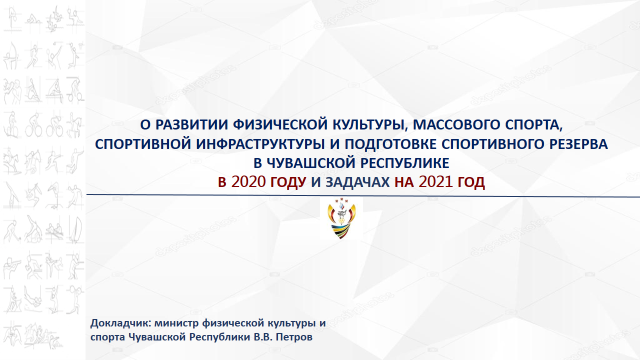 О РАЗВИТИИ ФИЗИЧЕСКОЙ КУЛЬТУРЫ, МАССОВОГО СПОРТА,
СПОРТИВНОЙ ИНФРАСТРУКТУРЫ И ПОДГОТОВКЕ СПОРТИВНОГО РЕЗЕРВА
В ЧУВАШСКОЙ РЕСПУБЛИКЕ
В 2020 ГОДУ И ЗАДАЧАХ НА 2021 ГОД
Докладчик: министр физической культуры и
спорта Чувашской Республики В.В. Петров